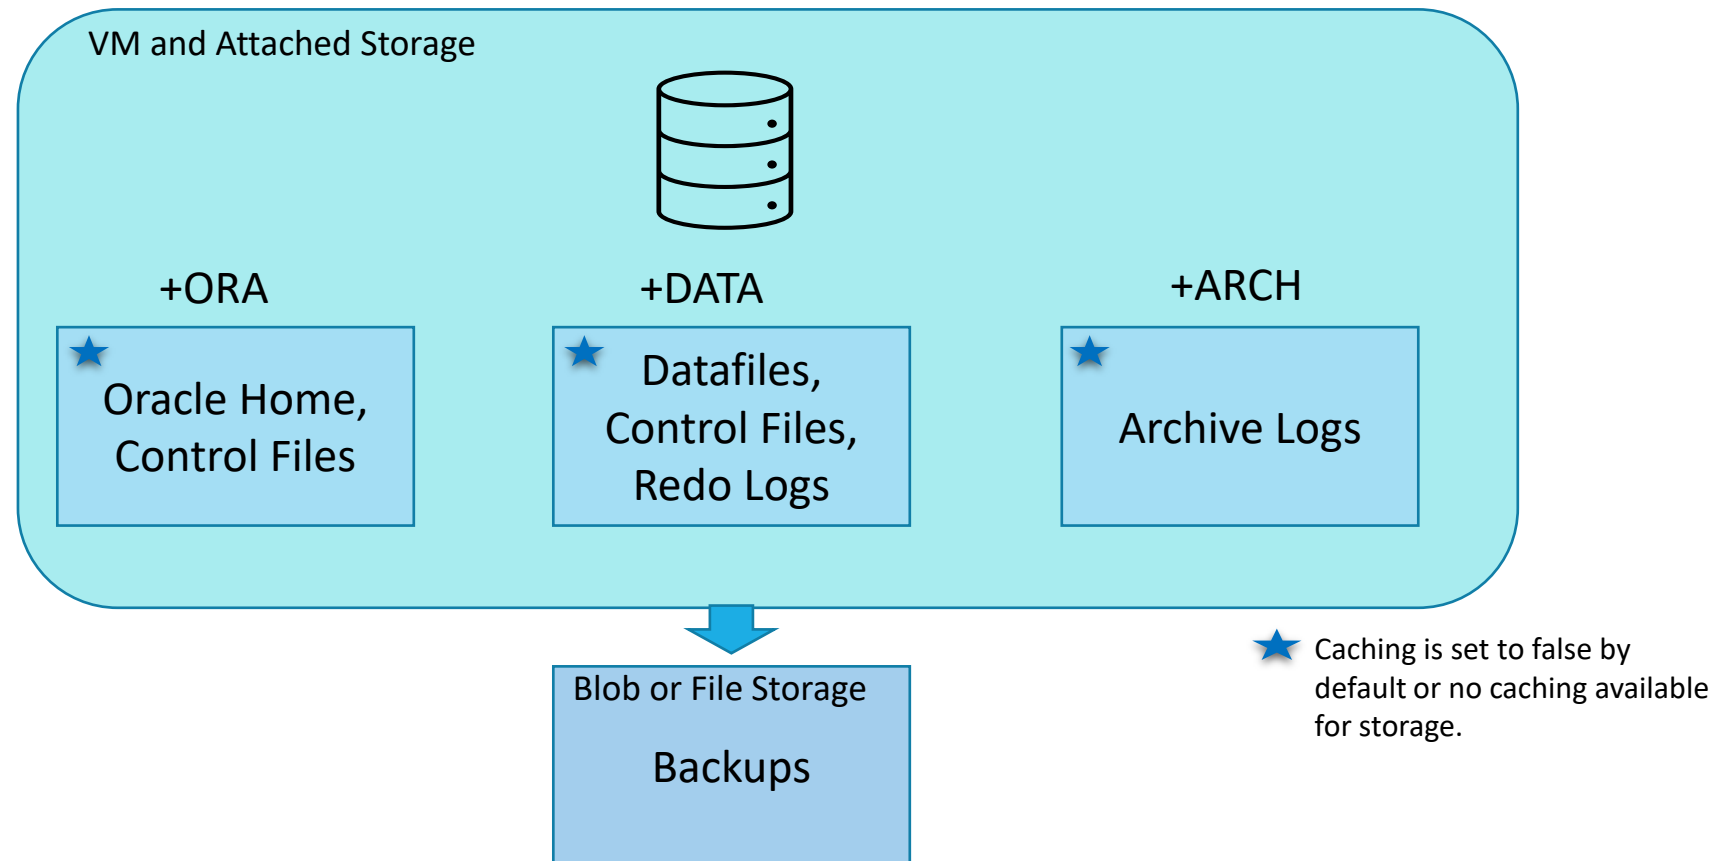 VM and Attached Storage
+ORA
+DATA
+ARCH
Oracle Home,
Control Files
Datafiles,
Control Files,
Redo Logs
Archive Logs
Blob or File Storage
Backups
Caching is set to false by
default or no caching available
for storage.